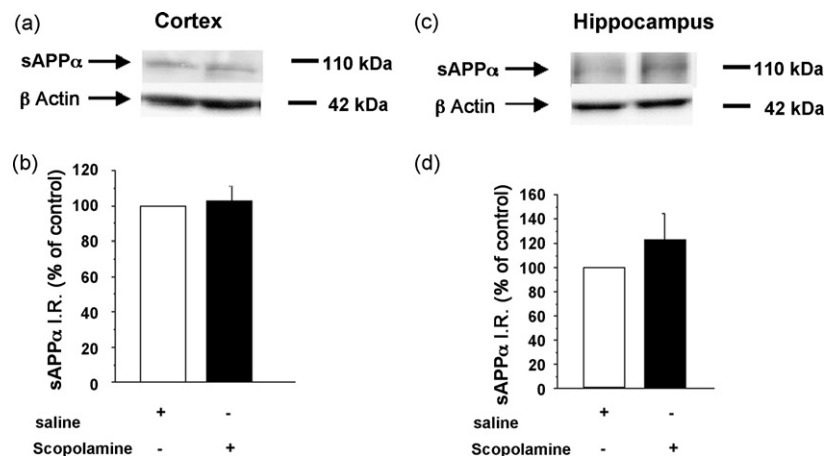 (a) Cortex
sAPPα 110 kDa
β Actin 42 kDa
(b)
sAPPα I.R. (% of control)
120
100
80
60
40
20
0
saline + -
Scopolamine - +
(c) Hippocampus
sAPPα 110 kDa
β Actin 42 kDa
(d)
sAPPα I.R. (% of control)
160
140
120
100
80
60
40
20
0
saline + -
Scopolamine - +